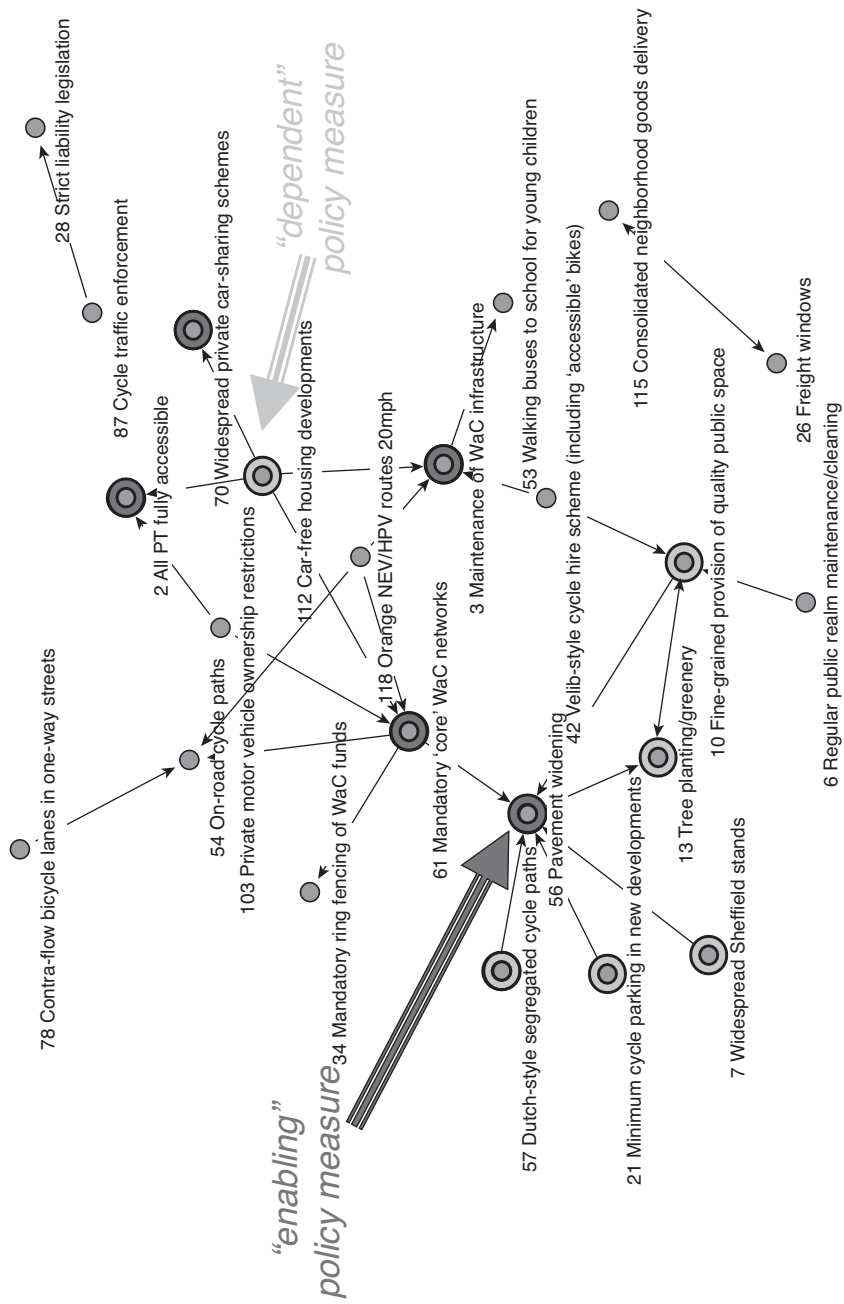 28 Strict liability legislation
87 Cycle traffic enforcement
2 All PT fully accessible
70 Widespread private car-sharing schemes
“dependent”
policy measure
78 Contra-flow bicycle lanes in one-way streets
54 On-road cycle paths
103 Private motor vehicle ownership restrictions
112 Car-free housing developments
118 Orange NEV/HPV routes 20mph
3 Maintenance of WaC infrastructure
53 Walking buses to school for young children
34 Mandatory ring fencing of WaC funds
61 Mandatory ‘core’ WaC networks
“enabling”
policy measure
57 Dutch-style segregated cycle paths
56 Pavement widening
42 Velib-style cycle hire scheme (including ‘accessible’ bikes)
115 Consolidated neighborhood goods delivery
21 Minimum cycle parking in new developments
13 Tree planting/greenery
10 Fine-grained provision of quality public space
7 Widespread Sheffield stands
26 Freight windows
6 Regular public realm maintenance/cleaning